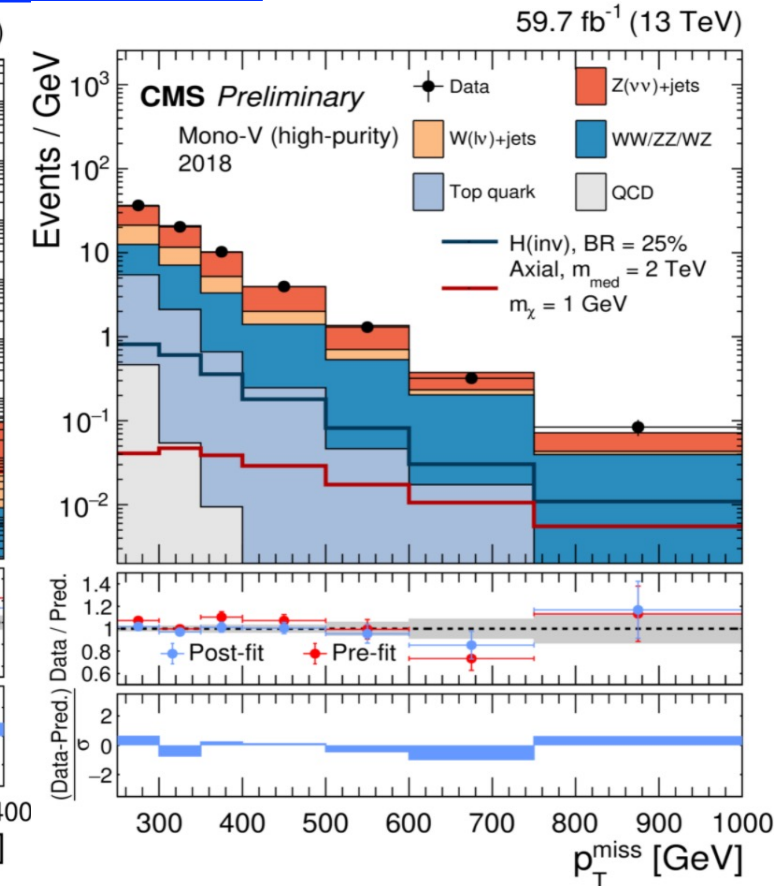 59.7 fb⁻¹ (13 TeV)
CMS Preliminary
Mono-V (high-purity)
2018
Data
Z(νν)+jets
W(lν)+jets
WW/ZZ/WZ
Top quark
QCD
H(inv), BR = 25%
Axial, m_med = 2 TeV
m_χ = 1 GeV
Events / GeV
10³
10²
10
1
10⁻¹
10⁻²
Data / Pred.
1.4
1.2
1
0.8
0.6
Post-fit
Pre-fit
(Data-Pred.)
σ
2
0
−2
300 400 500 600 700 800 900 1000
p_T^miss [GeV]
)
400
]